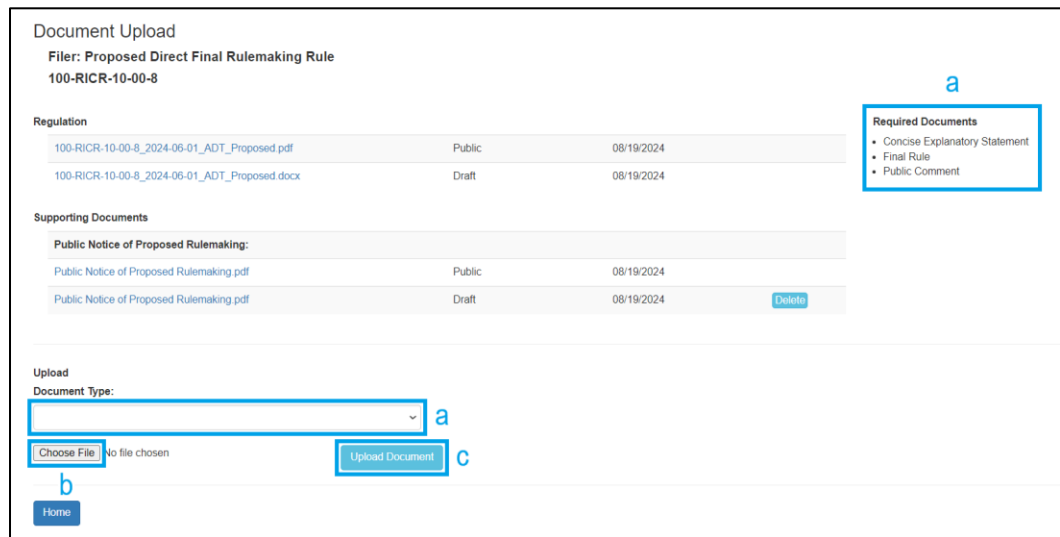 Document Upload
Filer: Proposed Direct Final Rulemaking Rule
100-RICR-10-00-8
a
Regulation
Required Documents
100-RICR-10-00-8_2024-06-01_ADT_Proposed.pdf Public 08/19/2024
• Concise Explanatory Statement
• Final Rule
• Public Comment
100-RICR-10-00-8_2024-06-01_ADT_Proposed.docx Draft 08/19/2024
Supporting Documents
Public Notice of Proposed Rulemaking:
Public Notice of Proposed Rulemaking.pdf Public 08/19/2024
Public Notice of Proposed Rulemaking.pdf Draft 08/19/2024 Delete
Upload
Document Type:
a
Choose File No file chosen Upload Document c
b
Home